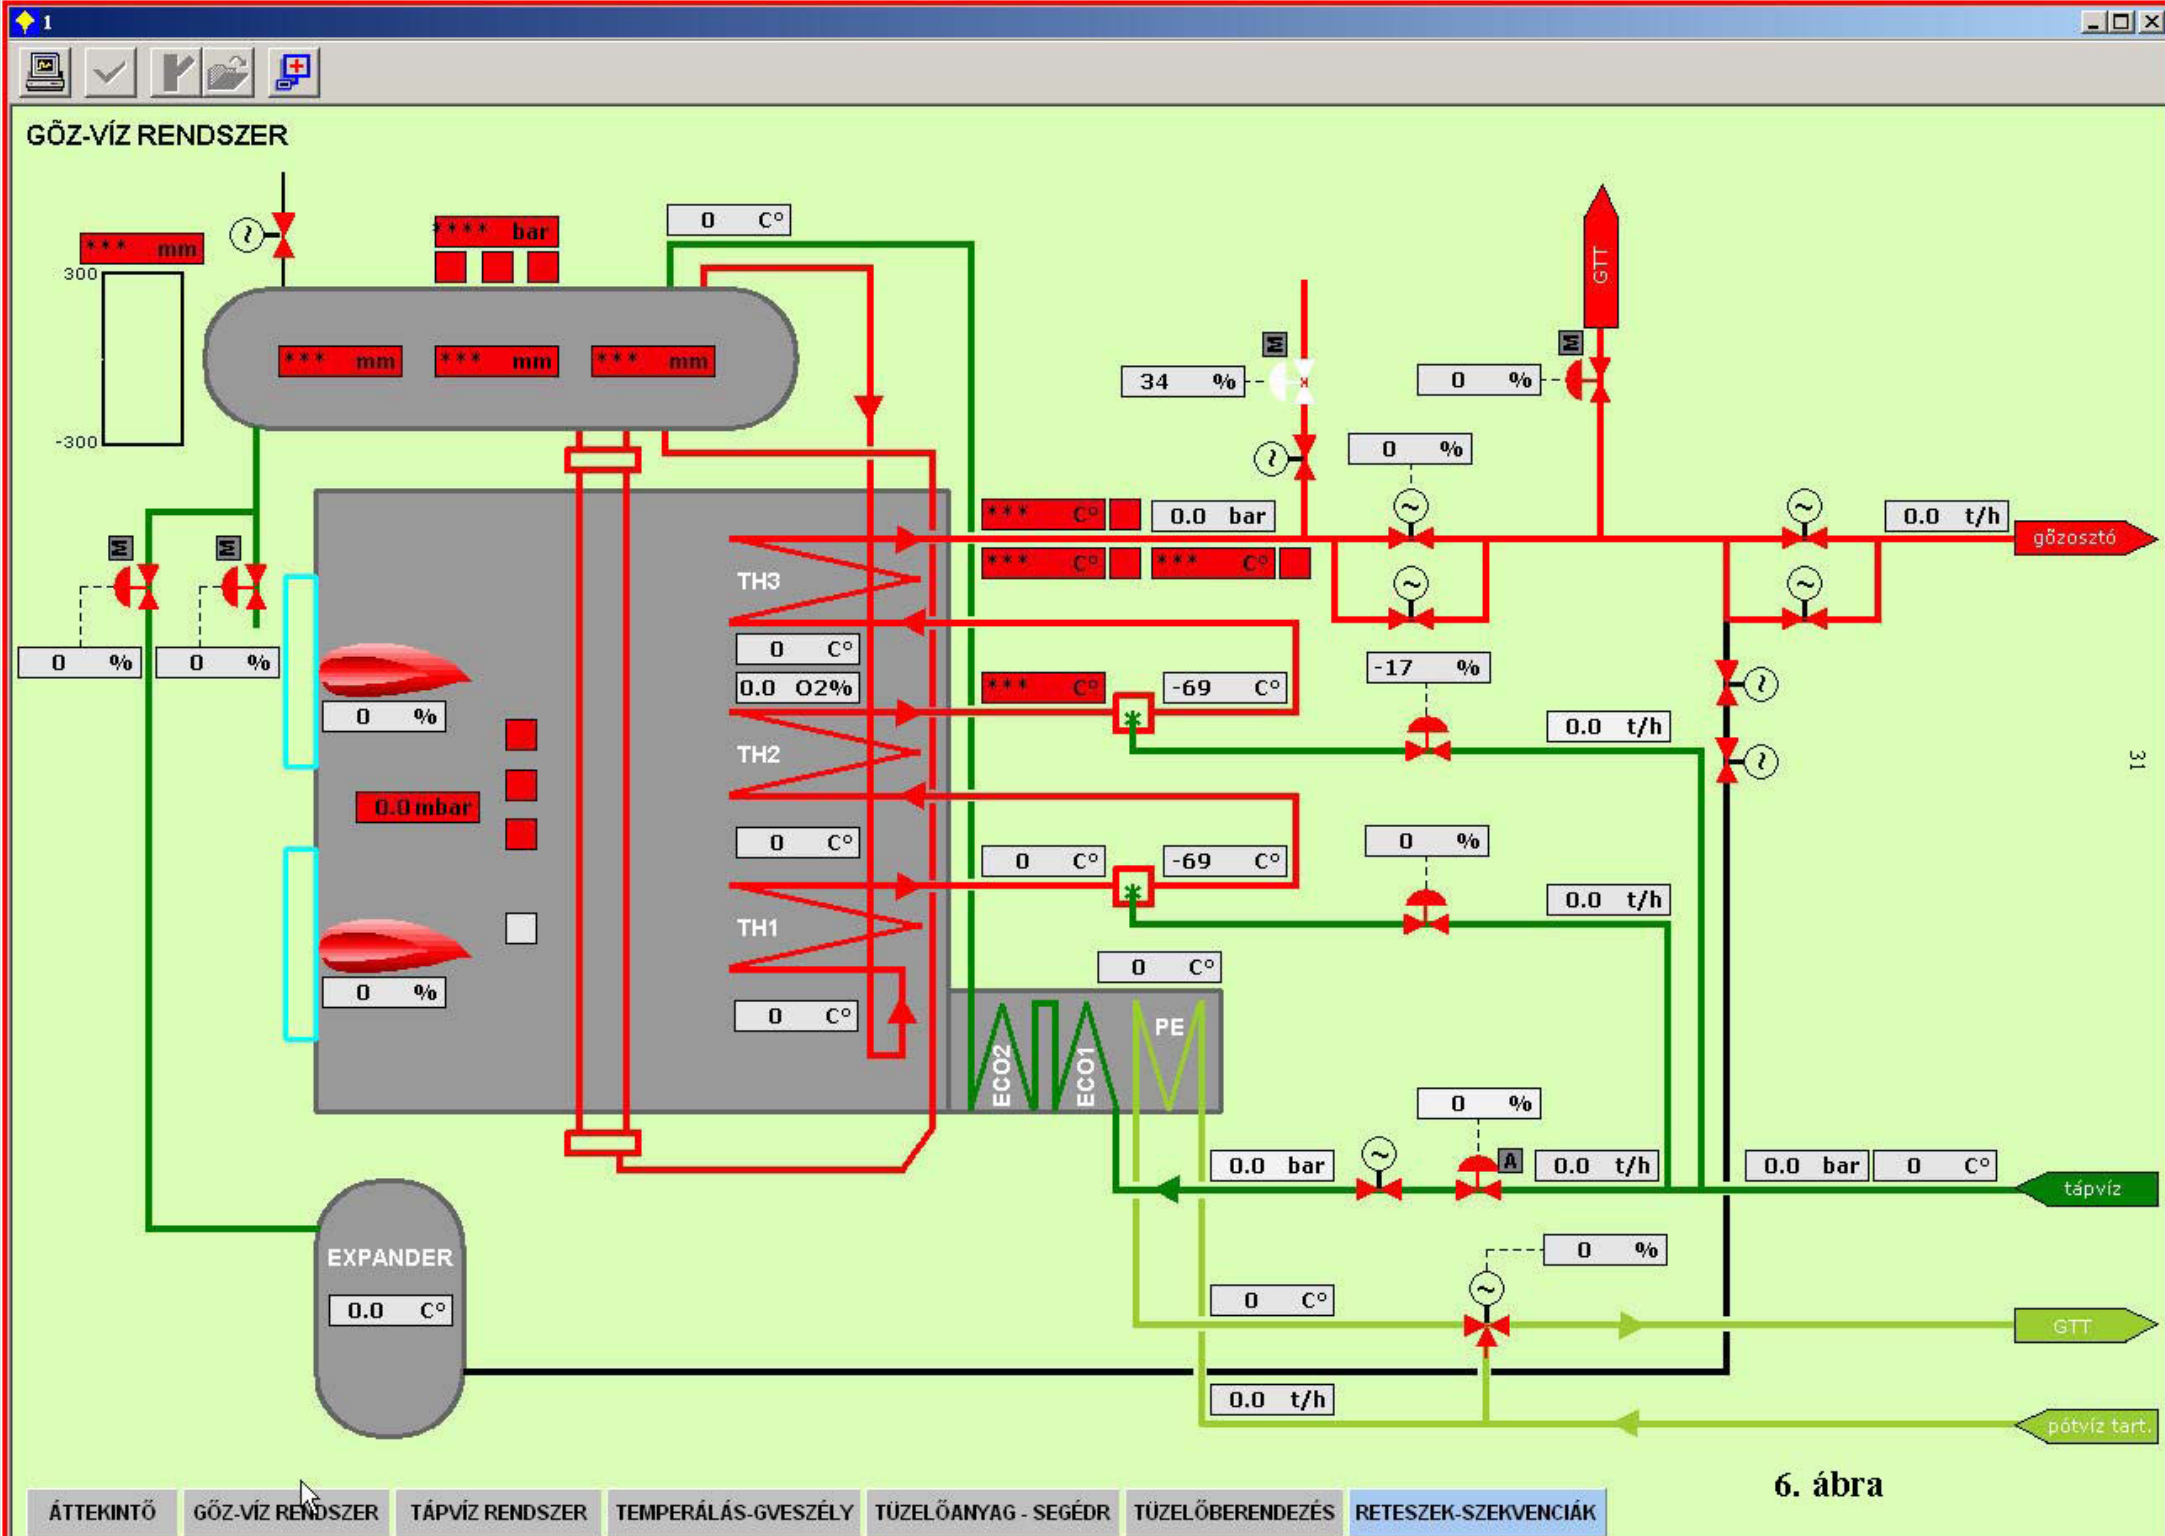 1
GŐZ-VÍZ RENDSZER
0 C°
*** mm
**** bar
300
-300
*** mm
*** mm
*** mm
GTT
M
M
34 %
0 %
0 %
*** C°
0.0 bar
0.0 t/h
gőzosztó
*** C°
*** C°
M
M
TH3
0 %
0 %
0 C°
0.0 O2%
*** C°
-69 C°
-17 %
0.0 t/h
0 %
TH2
31
0.0 mbar
0 C°
0 C°
-69 C°
0 %
0.0 t/h
TH1
0 %
0 C°
0 C°
ECO2
ECO1
PE
0 %
0.0 bar
A
0.0 t/h
0.0 bar
0 C°
tápvíz
EXPANDER
0.0 C°
0 %
0 C°
GTT
0.0 t/h
pótvíz tart.
6. ábra
ÁTTEKINTŐ
GŐZ-VÍZ RENDSZER
TÁPVÍZ RENDSZER
TEMPERÁLÁS-GVESZÉLY
TÜZELŐANYAG - SEGÉDR
TÜZELŐBERENDEZÉS
RETESZEK-SZEKVENCIÁK